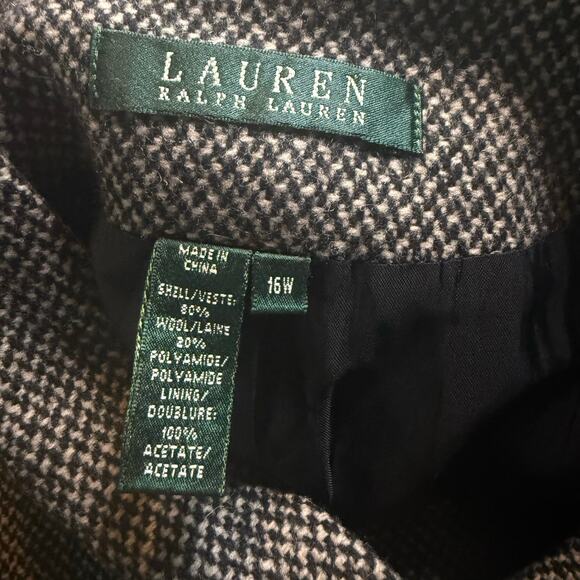 LAUREN
RALPH LAUREN
MADE IN
CHINA
16W
SHELL/VESTE:
80%
WOOL/LAINE
20%
POLYAMIDE/
POLYAMIDE
LINING/
DOUBLURE:
100%
ACETATE/
ACETATE